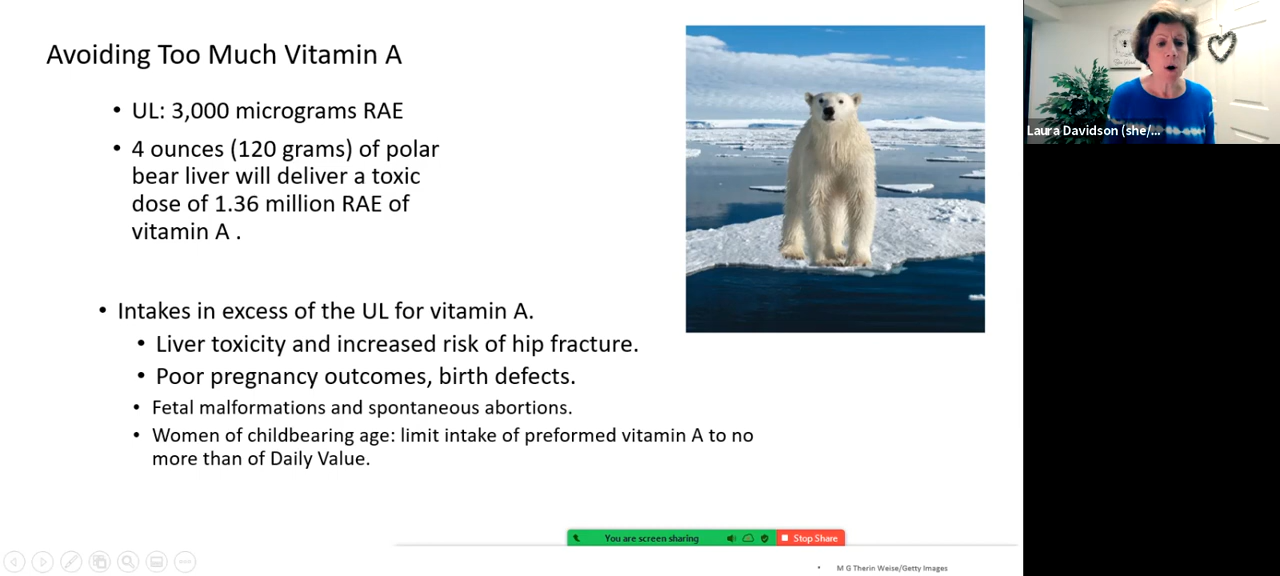 Avoiding Too Much Vitamin A
• UL: 3,000 micrograms RAE
• 4 ounces (120 grams) of polar
bear liver will deliver a toxic
dose of 1.36 million RAE of
vitamin A .
• Intakes in excess of the UL for vitamin A.
• Liver toxicity and increased risk of hip fracture.
• Poor pregnancy outcomes, birth defects.
• Fetal malformations and spontaneous abortions.
• Women of childbearing age: limit intake of preformed vitamin A to no
more than of Daily Value.
You are screen sharing
Stop Share
• M G Therin Weise/Getty Images
Laura Davidson (she/...